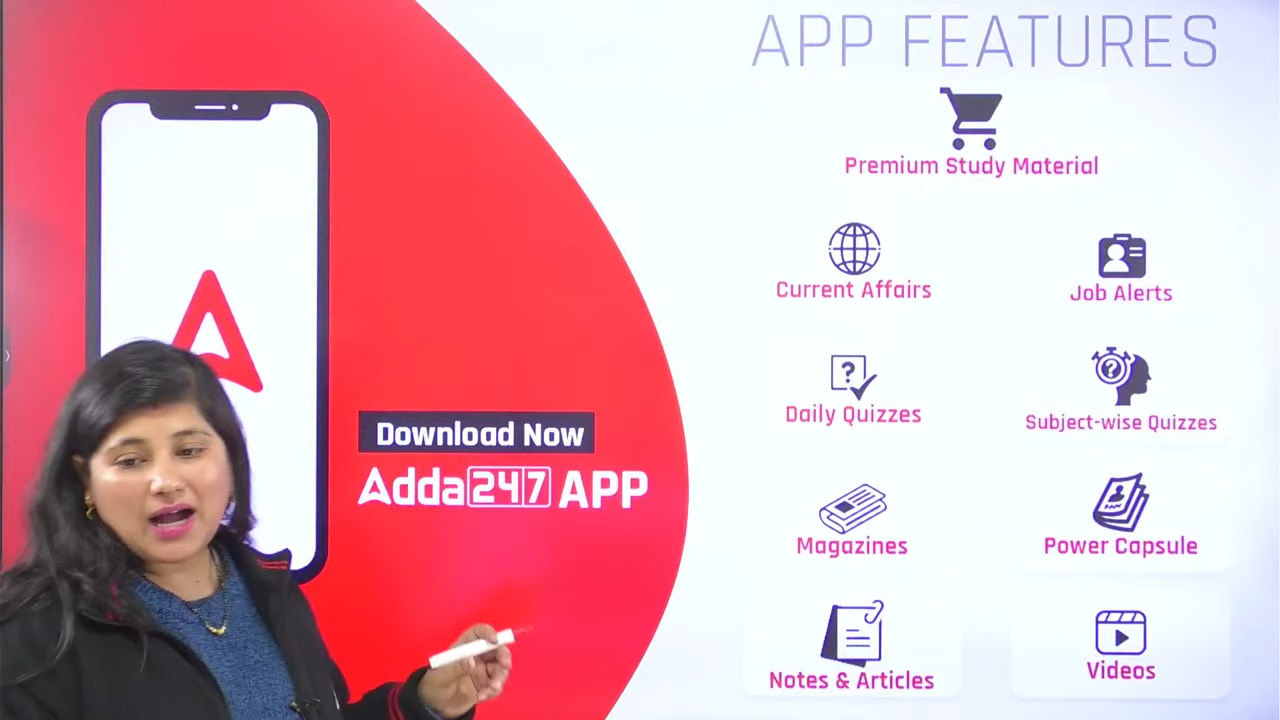 APP FEATURES
Premium Study Material
Current Affairs
Job Alerts
Daily Quizzes
Subject-wise Quizzes
Magazines
Power Capsule
Notes & Articles
Videos
Download Now
Adda247 APP